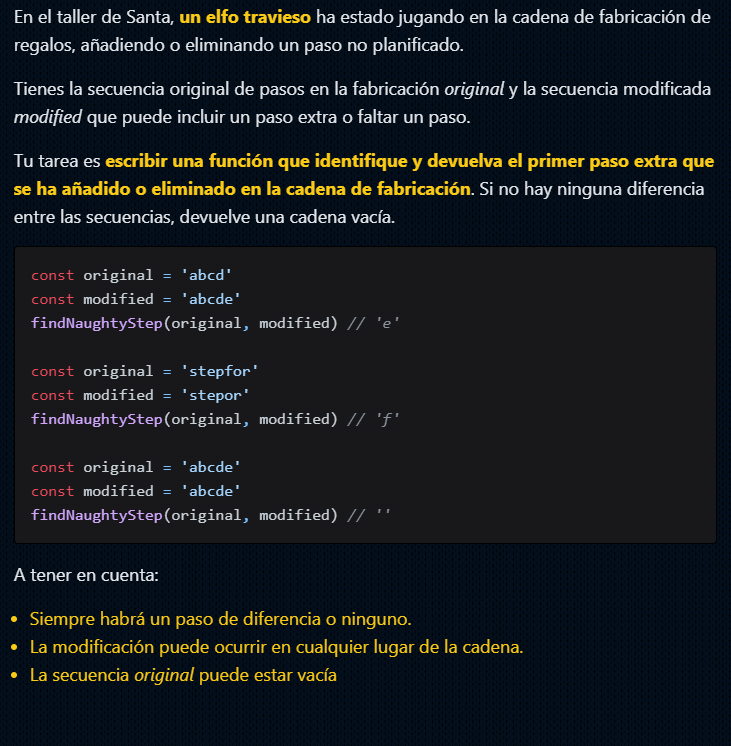 En el taller de Santa, un elfo travieso ha estado jugando en la cadena de fabricación de
regalos, añadiendo o eliminando un paso no planificado.
Tienes la secuencia original de pasos en la fabricación original y la secuencia modificada
modified que puede incluir un paso extra o faltar un paso.
Tu tarea es escribir una función que identifique y devuelva el primer paso extra que
se ha añadido o eliminado en la cadena de fabricación. Si no hay ninguna diferencia
entre las secuencias, devuelve una cadena vacía.
const original = 'abcd'
const modified = 'abcde'
findNaughtyStep(original, modified) // 'e'
const original = 'stepfor'
const modified = 'stepor'
findNaughtyStep(original, modified) // 'f'
const original = 'abcde'
const modified = 'abcde'
findNaughtyStep(original, modified) // ''
A tener en cuenta:
• Siempre habrá un paso de diferencia o ninguno.
• La modificación puede ocurrir en cualquier lugar de la cadena.
• La secuencia original puede estar vacía